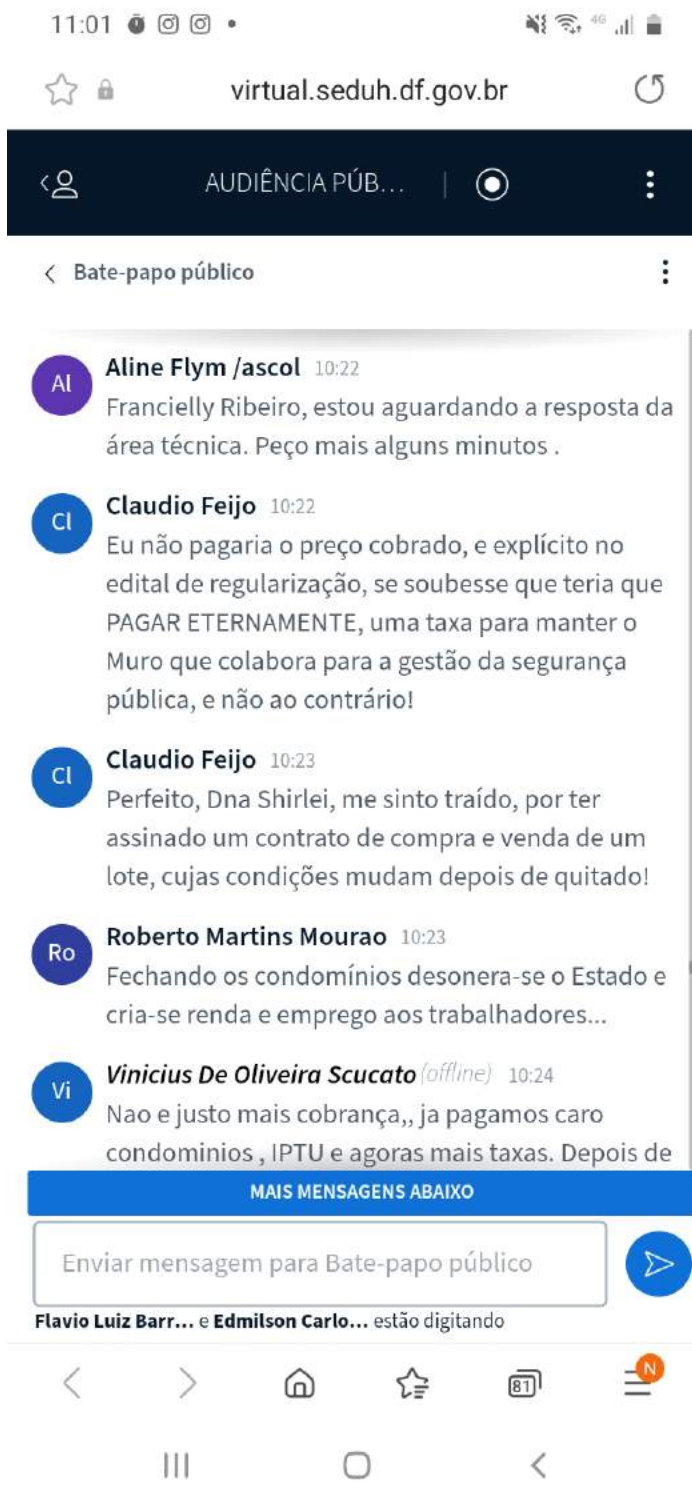 11:01
4G
virtual.seduh.df.gov.br
AUDIÊNCIA PÚB...
Bate-papo público
Al
Aline Flym /ascol 10:22
Francielly Ribeiro, estou aguardando a resposta da
área técnica. Peço mais alguns minutos .
Cl
Claudio Feijo 10:22
Eu não pagaria o preço cobrado, e explícito no
edital de regularização, se soubesse que teria que
PAGAR ETERNAMENTE, uma taxa para manter o
Muro que colabora para a gestão da segurança
pública, e não ao contrário!
Cl
Claudio Feijo 10:23
Perfeito, Dna Shirlei, me sinto traído, por ter
assinado um contrato de compra e venda de um
lote, cujas condições mudam depois de quitado!
Ro
Roberto Martins Mourao 10:23
Fechando os condomínios desonera-se o Estado e
cria-se renda e emprego aos trabalhadores...
Vi
Vinicius De Oliveira Scucato (offline) 10:24
Nao e justo mais cobrança,, ja pagamos caro
condominios , IPTU e agoras mais taxas. Depois de
MAIS MENSAGENS ABAIXO
Enviar mensagem para Bate-papo público
Flavio Luiz Barr... e Edmilson Carlo... estão digitando
81
N